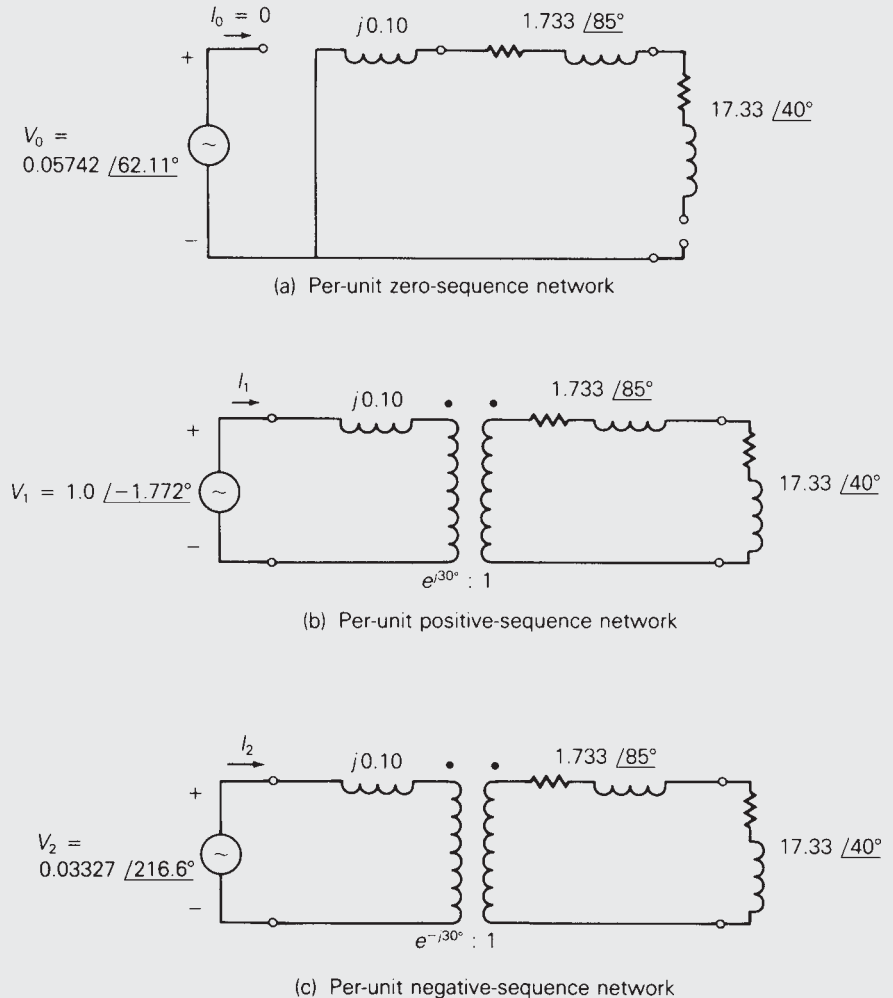 I₀ = 0
j0.10
1.733 /85°
+
17.33 /40°
V₀ =
0.05742 /62.11°
~
−
(a) Per-unit zero-sequence network
I₁
j0.10
1.733 /85°
+
V₁ = 1.0 /−1.772°
~
17.33 /40°
−
e^{j30°} : 1
(b) Per-unit positive-sequence network
I₂
j0.10
1.733 /85°
+
V₂ =
0.03327 /216.6°
~
17.33 /40°
−
e^{−j30°} : 1
(c) Per-unit negative-sequence network